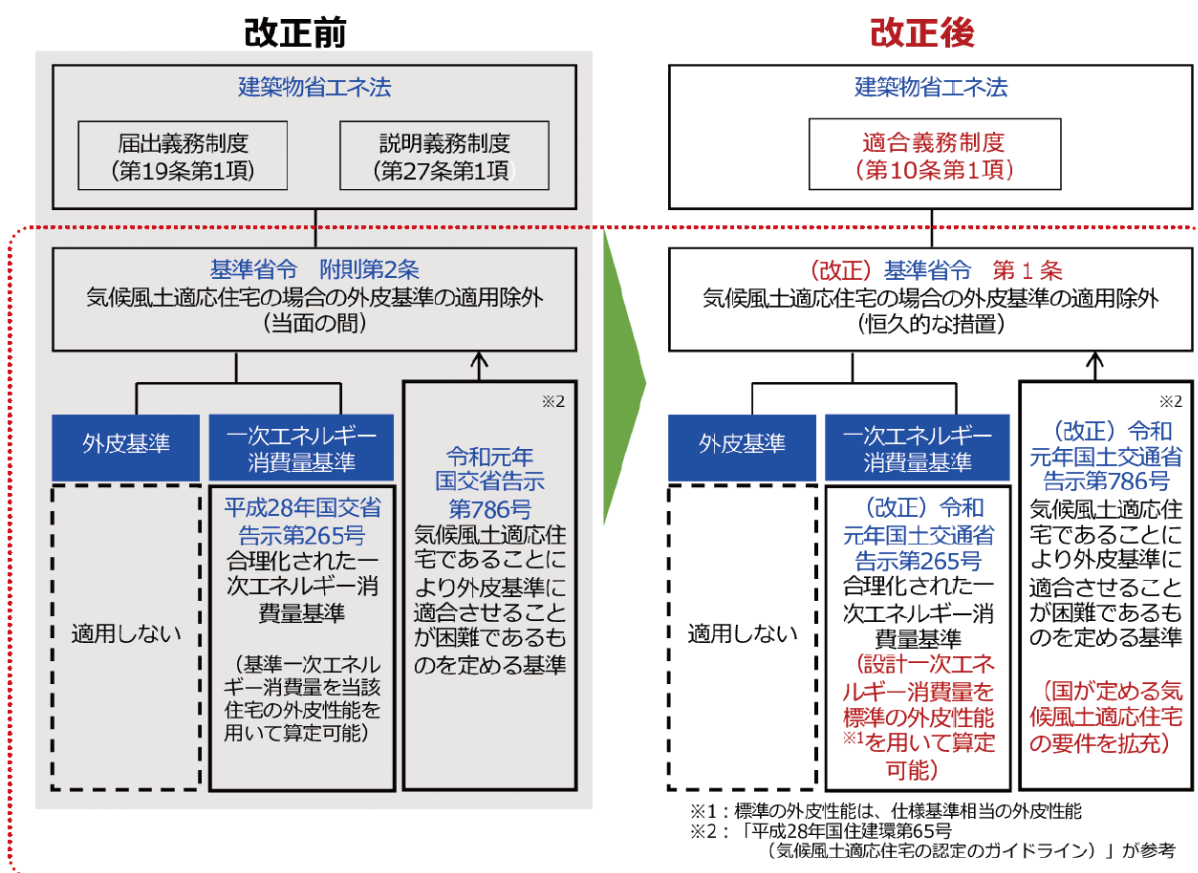 改正前
建築物省エネ法
届出義務制度
(第19条第1項)
説明義務制度
(第27条第1項)
基準省令　附則第2条
気候風土適応住宅の場合の外皮基準の適用除外
(当面の間)
外皮基準
適用しない
一次エネルギー
消費量基準
平成28年国交省
告示第265号
合理化された一
次エネルギー消
費量基準
（基準一次エネル
ギー消費量を当該
住宅の外皮性能を
用いて算定可能）
※2
令和元年
国交省告示
第786号
気候風土適応住
宅であることに
より外皮基準に
適合させること
が困難であるも
のを定める基準
改正後
建築物省エネ法
適合義務制度
(第10条第1項)
(改正）基準省令　第１条
気候風土適応住宅の場合の外皮基準の適用除外
(恒久的な措置)
外皮基準
適用しない
一次エネルギー
消費量基準
（改正）令和
元年国土交通省
告示第265号
合理化された一
次エネルギー消
費量基準
（設計一次エネ
ルギー消費量を
標準の外皮性能
※1を用いて算定
可能）
※2
（改正）令和
元年国土交通省
告示第786号
気候風土適応住
宅であることに
より外皮基準に
適合させること
が困難であるも
のを定める基準
（国が定める気
候風土適応住宅
の要件を拡充）
※1：標準の外皮性能は、仕様基準相当の外皮性能
※2：「平成28年国住建環第65号
（気候風土適応住宅の認定のガイドライン）」が参考